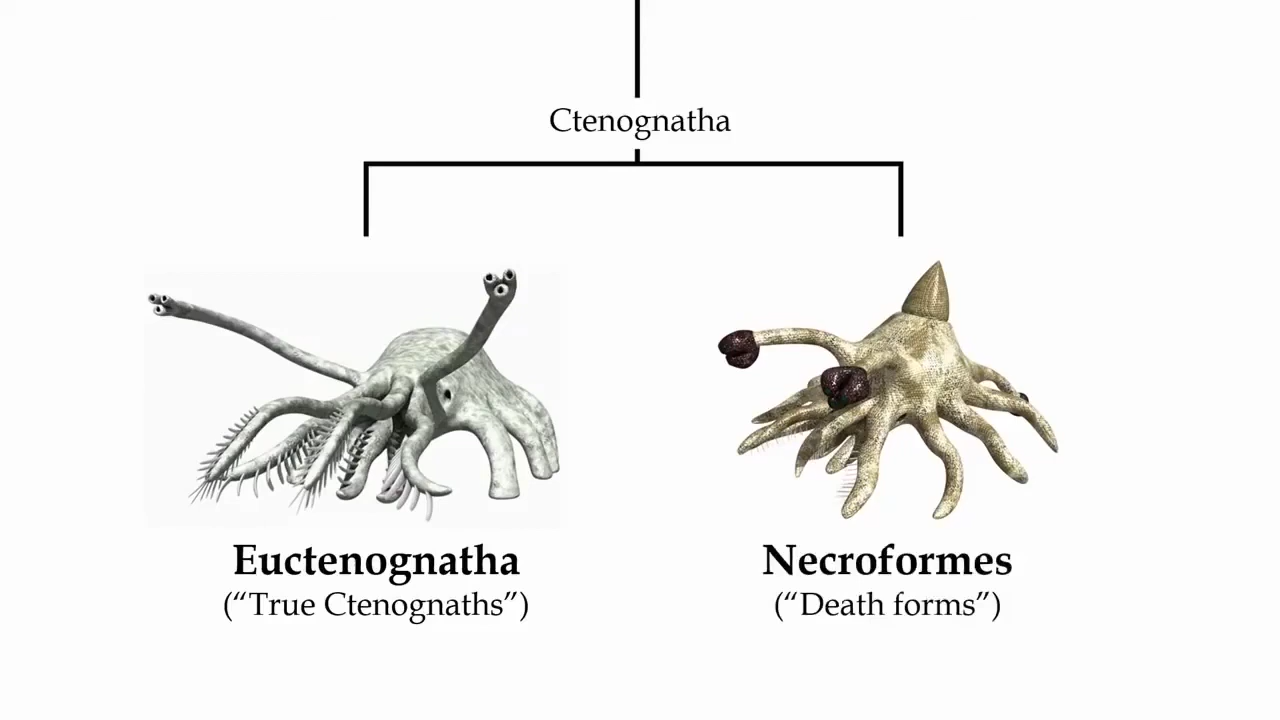 Ctenognatha
Euctenognatha
(“True Ctenognaths”)
Necroformes
(“Death forms”)